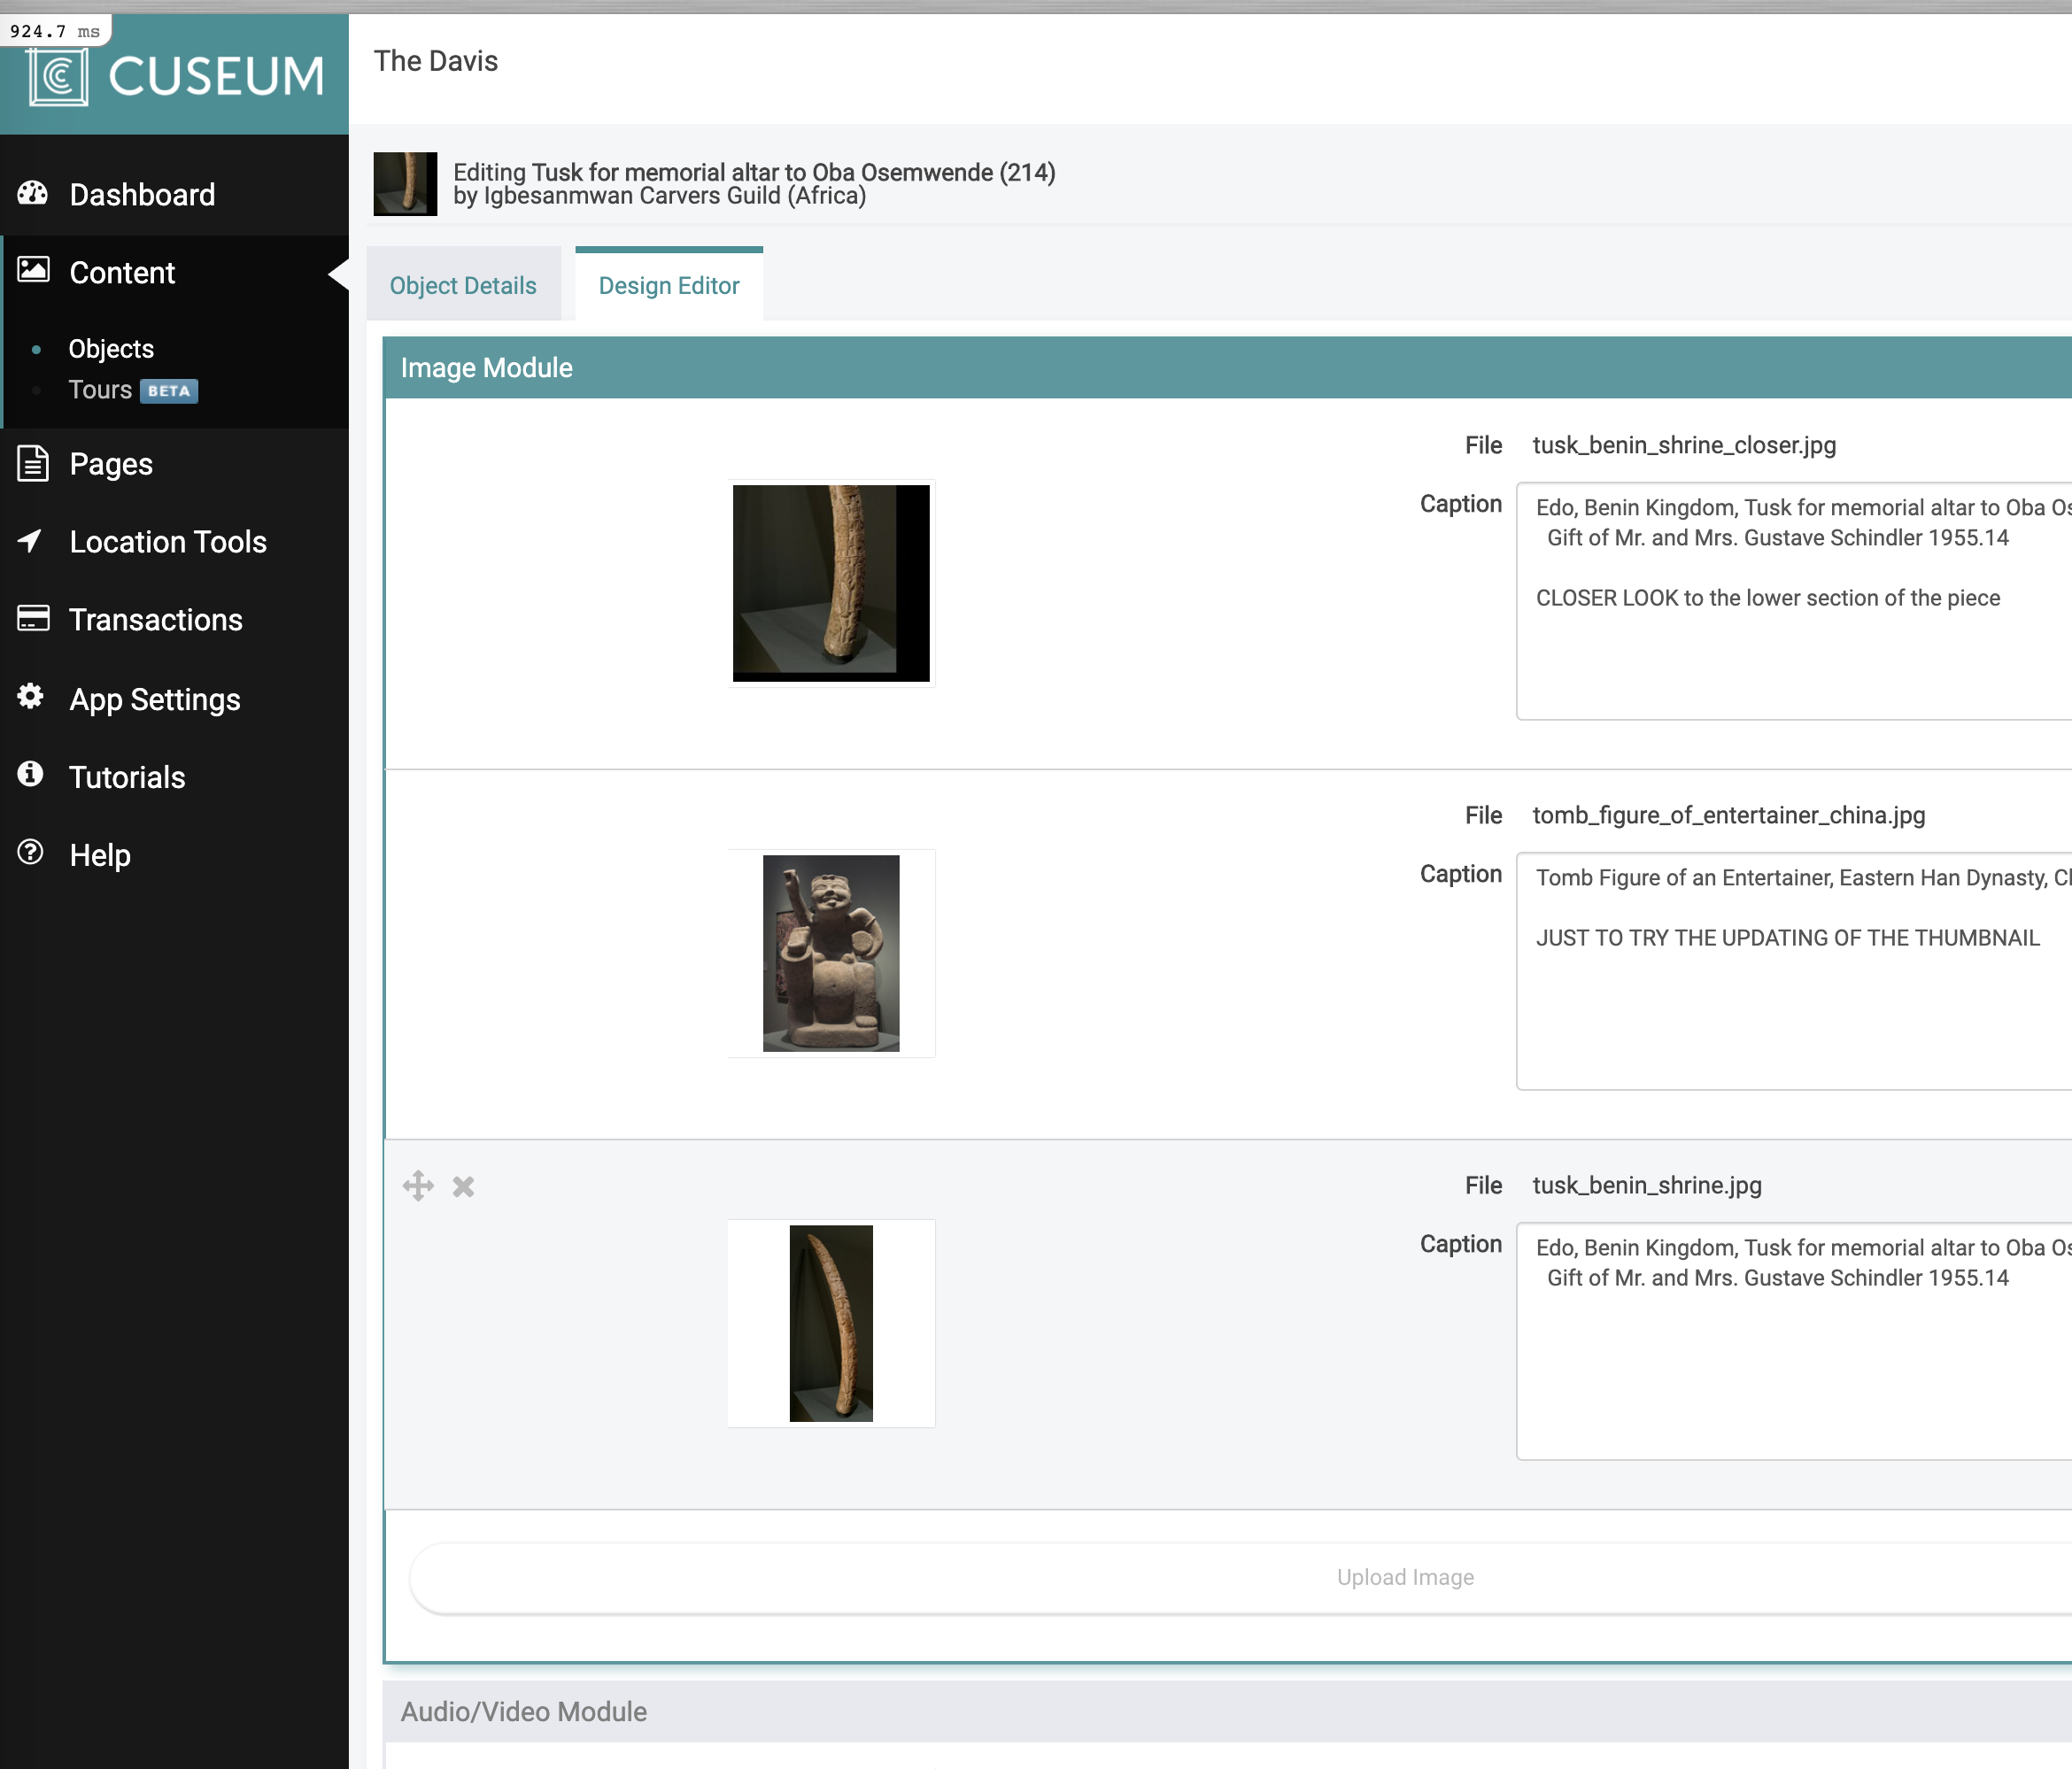 924.7 ms
CUSEUM
The Davis
Editing Tusk for memorial altar to Oba Osemwende (214)
by Igbesanmwan Carvers Guild (Africa)
Dashboard
Content
Objects
Tours BETA
Pages
Location Tools
Transactions
App Settings
Tutorials
Help
Object Details
Design Editor
Image Module
File tusk_benin_shrine_closer.jpg
Caption
Edo, Benin Kingdom, Tusk for memorial altar to Oba
Gift of Mr. and Mrs. Gustave Schindler 1955.14
CLOSER LOOK to the lower section of the piece
File tomb_figure_of_entertainer_china.jpg
Caption
Tomb Figure of an Entertainer, Eastern Han Dynasty,
JUST TO TRY THE UPDATING OF THE THUMBNAIL
File tusk_benin_shrine.jpg
Caption
Edo, Benin Kingdom, Tusk for memorial altar to Oba
Gift of Mr. and Mrs. Gustave Schindler 1955.14
Upload Image
Audio/Video Module